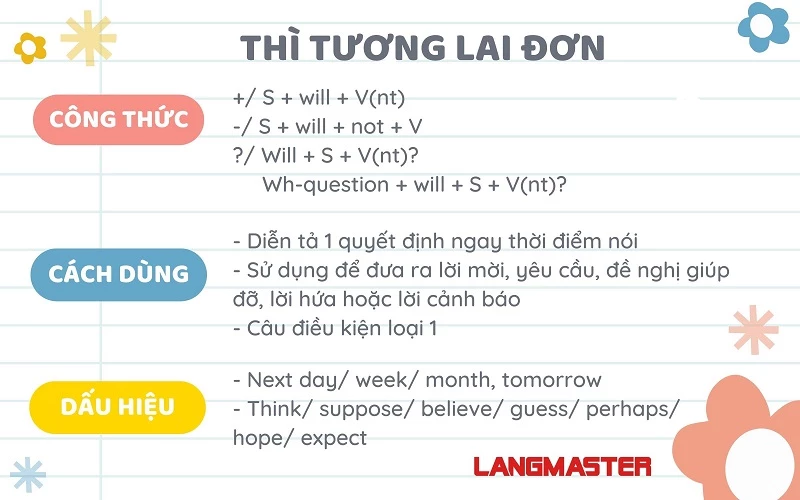 THÌ TƯƠNG LAI ĐƠN
CÔNG THỨC
+/ S + will + V(nt)
-/ S + will + not + V
?/ Will + S + V(nt)?
Wh-question + will + S + V(nt)?
CÁCH DÙNG
- Diễn tả 1 quyết định ngay thời điểm nói
- Sử dụng để đưa ra lời mời, yêu cầu, đề nghị giúp
đỡ, lời hứa hoặc lời cảnh báo
- Câu điều kiện loại 1
DẤU HIỆU
- Next day/ week/ month, tomorrow
- Think/ suppose/ believe/ guess/ perhaps/
hope/ expect
LANGMASTER